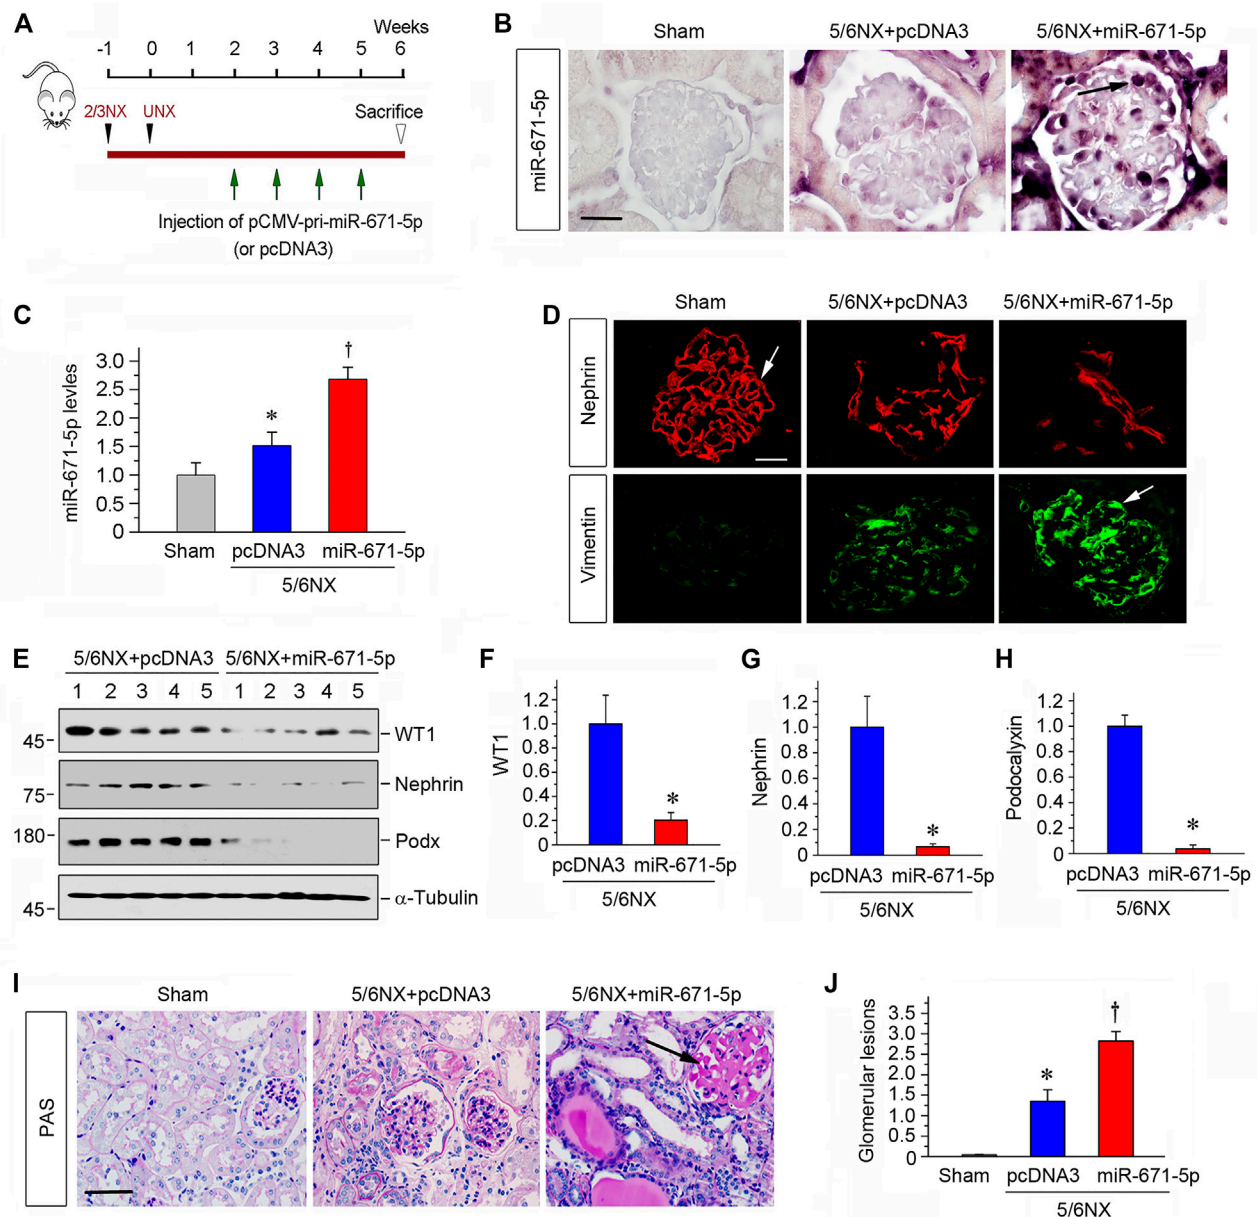 A
Weeks
-1 0 1 2 3 4 5 6
2/3NX UNX Sacrifice
Injection of pCMV-pri-miR-671-5p
(or pcDNA3)
B
Sham 5/6NX+pcDNA3 5/6NX+miR-671-5p
miR-671-5p
C
miR-671-5p levles
3.0
2.5
2.0
1.5
1.0
0.5
0
* †
Sham pcDNA3 miR-671-5p
5/6NX
D
Sham 5/6NX+pcDNA3 5/6NX+miR-671-5p
Nephrin
Vimentin
E
5/6NX+pcDNA3 5/6NX+miR-671-5p
1 2 3 4 5 1 2 3 4 5
45 WT1
75 Nephrin
180 Podx
45 α-Tubulin
F
WT1
1.2
1.0
0.8
0.6
0.4
0.2
0
*
pcDNA3 miR-671-5p
5/6NX
G
Nephrin
1.2
1.0
0.8
0.6
0.4
0.2
0
*
pcDNA3 miR-671-5p
5/6NX
H
Podocalyxin
1.2
1.0
0.8
0.6
0.4
0.2
0
*
pcDNA3 miR-671-5p
5/6NX
I
Sham 5/6NX+pcDNA3 5/6NX+miR-671-5p
PAS
J
Glomerular lesions
3.5
3.0
2.5
2.0
1.5
1.0
0.5
0
* †
Sham pcDNA3 miR-671-5p
5/6NX